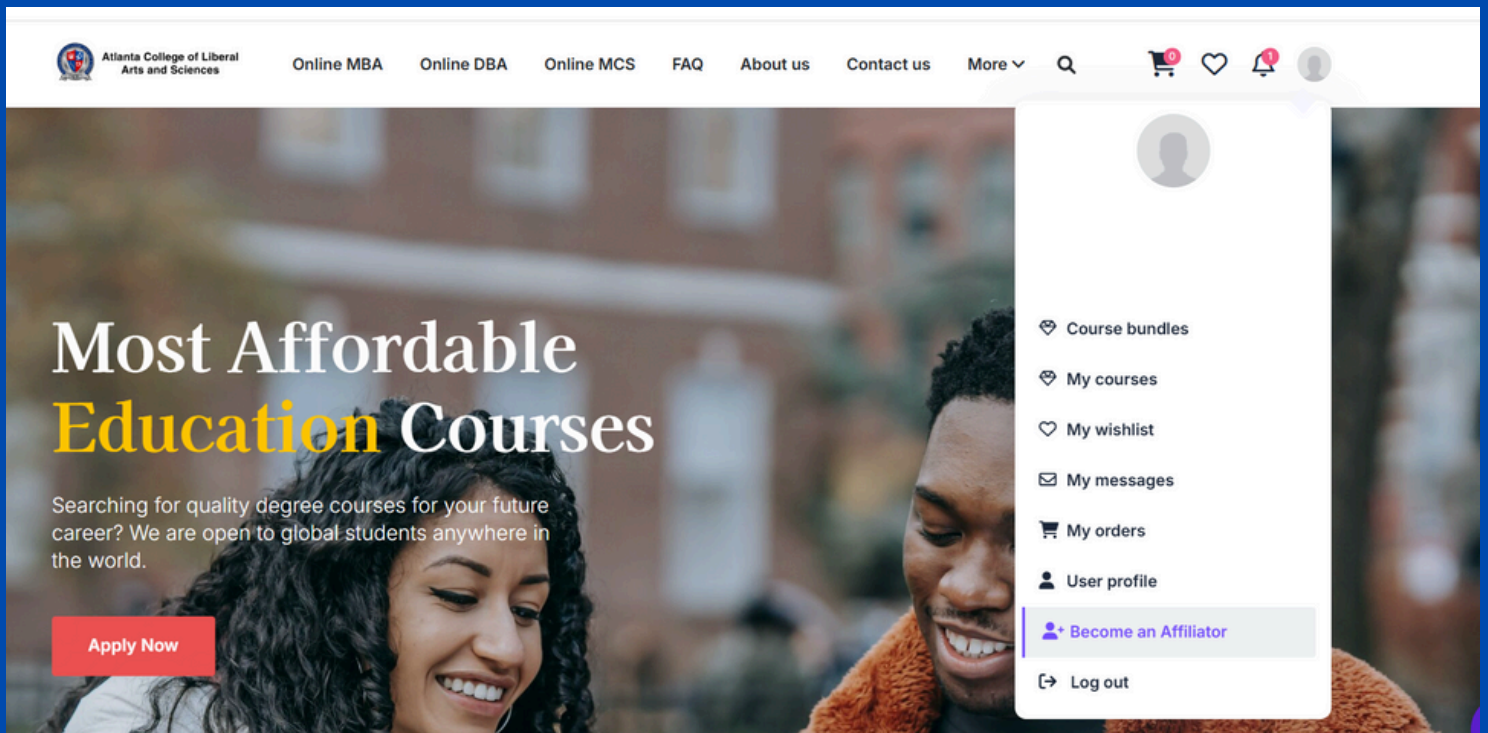 Atlanta College of Liberal
Arts and Sciences
Online MBA
Online DBA
Online MCS
FAQ
About us
Contact us
More
0
1
Most Affordable
Education Courses
Searching for quality degree courses for your future
career? We are open to global students anywhere in
the world.
Apply Now
Course bundles
My courses
My wishlist
My messages
My orders
User profile
Become an Affiliator
Log out